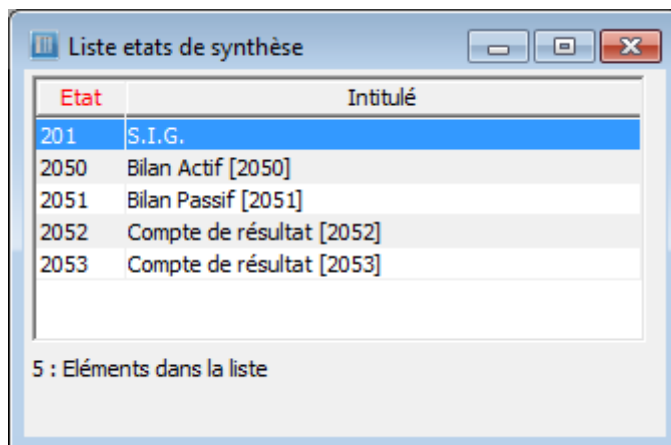 Liste etats de synthèse
Etat Intitulé
201 S.I.G.
2050 Bilan Actif [2050]
2051 Bilan Passif [2051]
2052 Compte de résultat [2052]
2053 Compte de résultat [2053]
5 : Eléments dans la liste